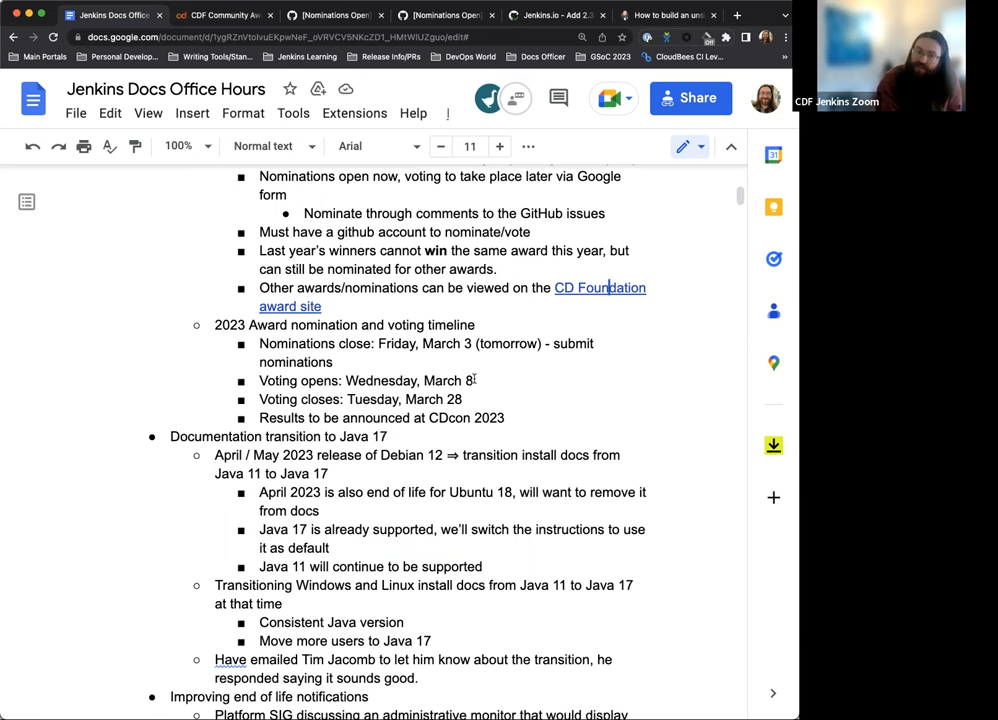 Jenkins Docs Office
CDF Community Aw
[Nominations Open]
[Nominations Open]
Jenkins.io - Add 2.3
How to build an uns
docs.google.com/document/d/1ygRZnVtoIvuEKpwNeF_oVRVCV5NKcZD1_HMtWlUZguo/edit#
Main Portals
Personal Develop...
Writing Tools/Stan...
Jenkins Learning
Release Info/PRs
DevOps World
Docs Officer
GSoC 2023
CloudBees CI Lev...
»
Jenkins Docs Office Hours
File Edit View Insert Format Tools Extensions Help
Share
CDF Jenkins Zoom
100%
Normal text
Arial
11
31
Nominations open now, voting to take place later via Google
form
Nominate through comments to the GitHub issues
Must have a github account to nominate/vote
Last year's winners cannot win the same award this year, but
can still be nominated for other awards.
Other awards/nominations can be viewed on the CD Foundation
award site
2023 Award nomination and voting timeline
Nominations close: Friday, March 3 (tomorrow) - submit
nominations
Voting opens: Wednesday, March 8
Voting closes: Tuesday, March 28
Results to be announced at CDcon 2023
Documentation transition to Java 17
April / May 2023 release of Debian 12 ⇒ transition install docs from
Java 11 to Java 17
April 2023 is also end of life for Ubuntu 18, will want to remove it
from docs
Java 17 is already supported, we'll switch the instructions to use
it as default
Java 11 will continue to be supported
Transitioning Windows and Linux install docs from Java 11 to Java 17
at that time
Consistent Java version
Move more users to Java 17
Have emailed Tim Jacomb to let him know about the transition, he
responded saying it sounds good.
Improving end of life notifications
Platform SIG discussing an administrative monitor that would display